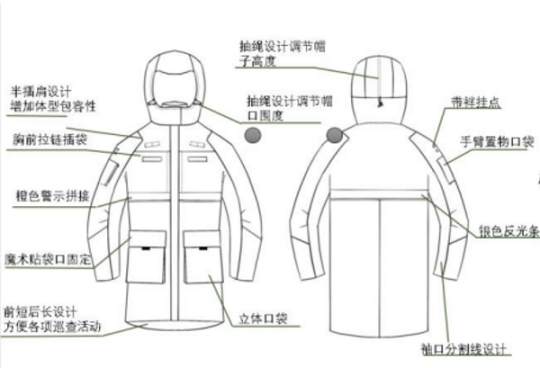 抽绳设计调节帽
子高度
半插肩设计
增加体型包容性
抽绳设计调节帽
口围度
带袢挂点
胸前拉链插袋
手臂置物口袋
橙色警示拼接
银色反光条
魔术贴袋口固定
前短后长设计
方便各项巡查活动
立体口袋
袖口分割线设计